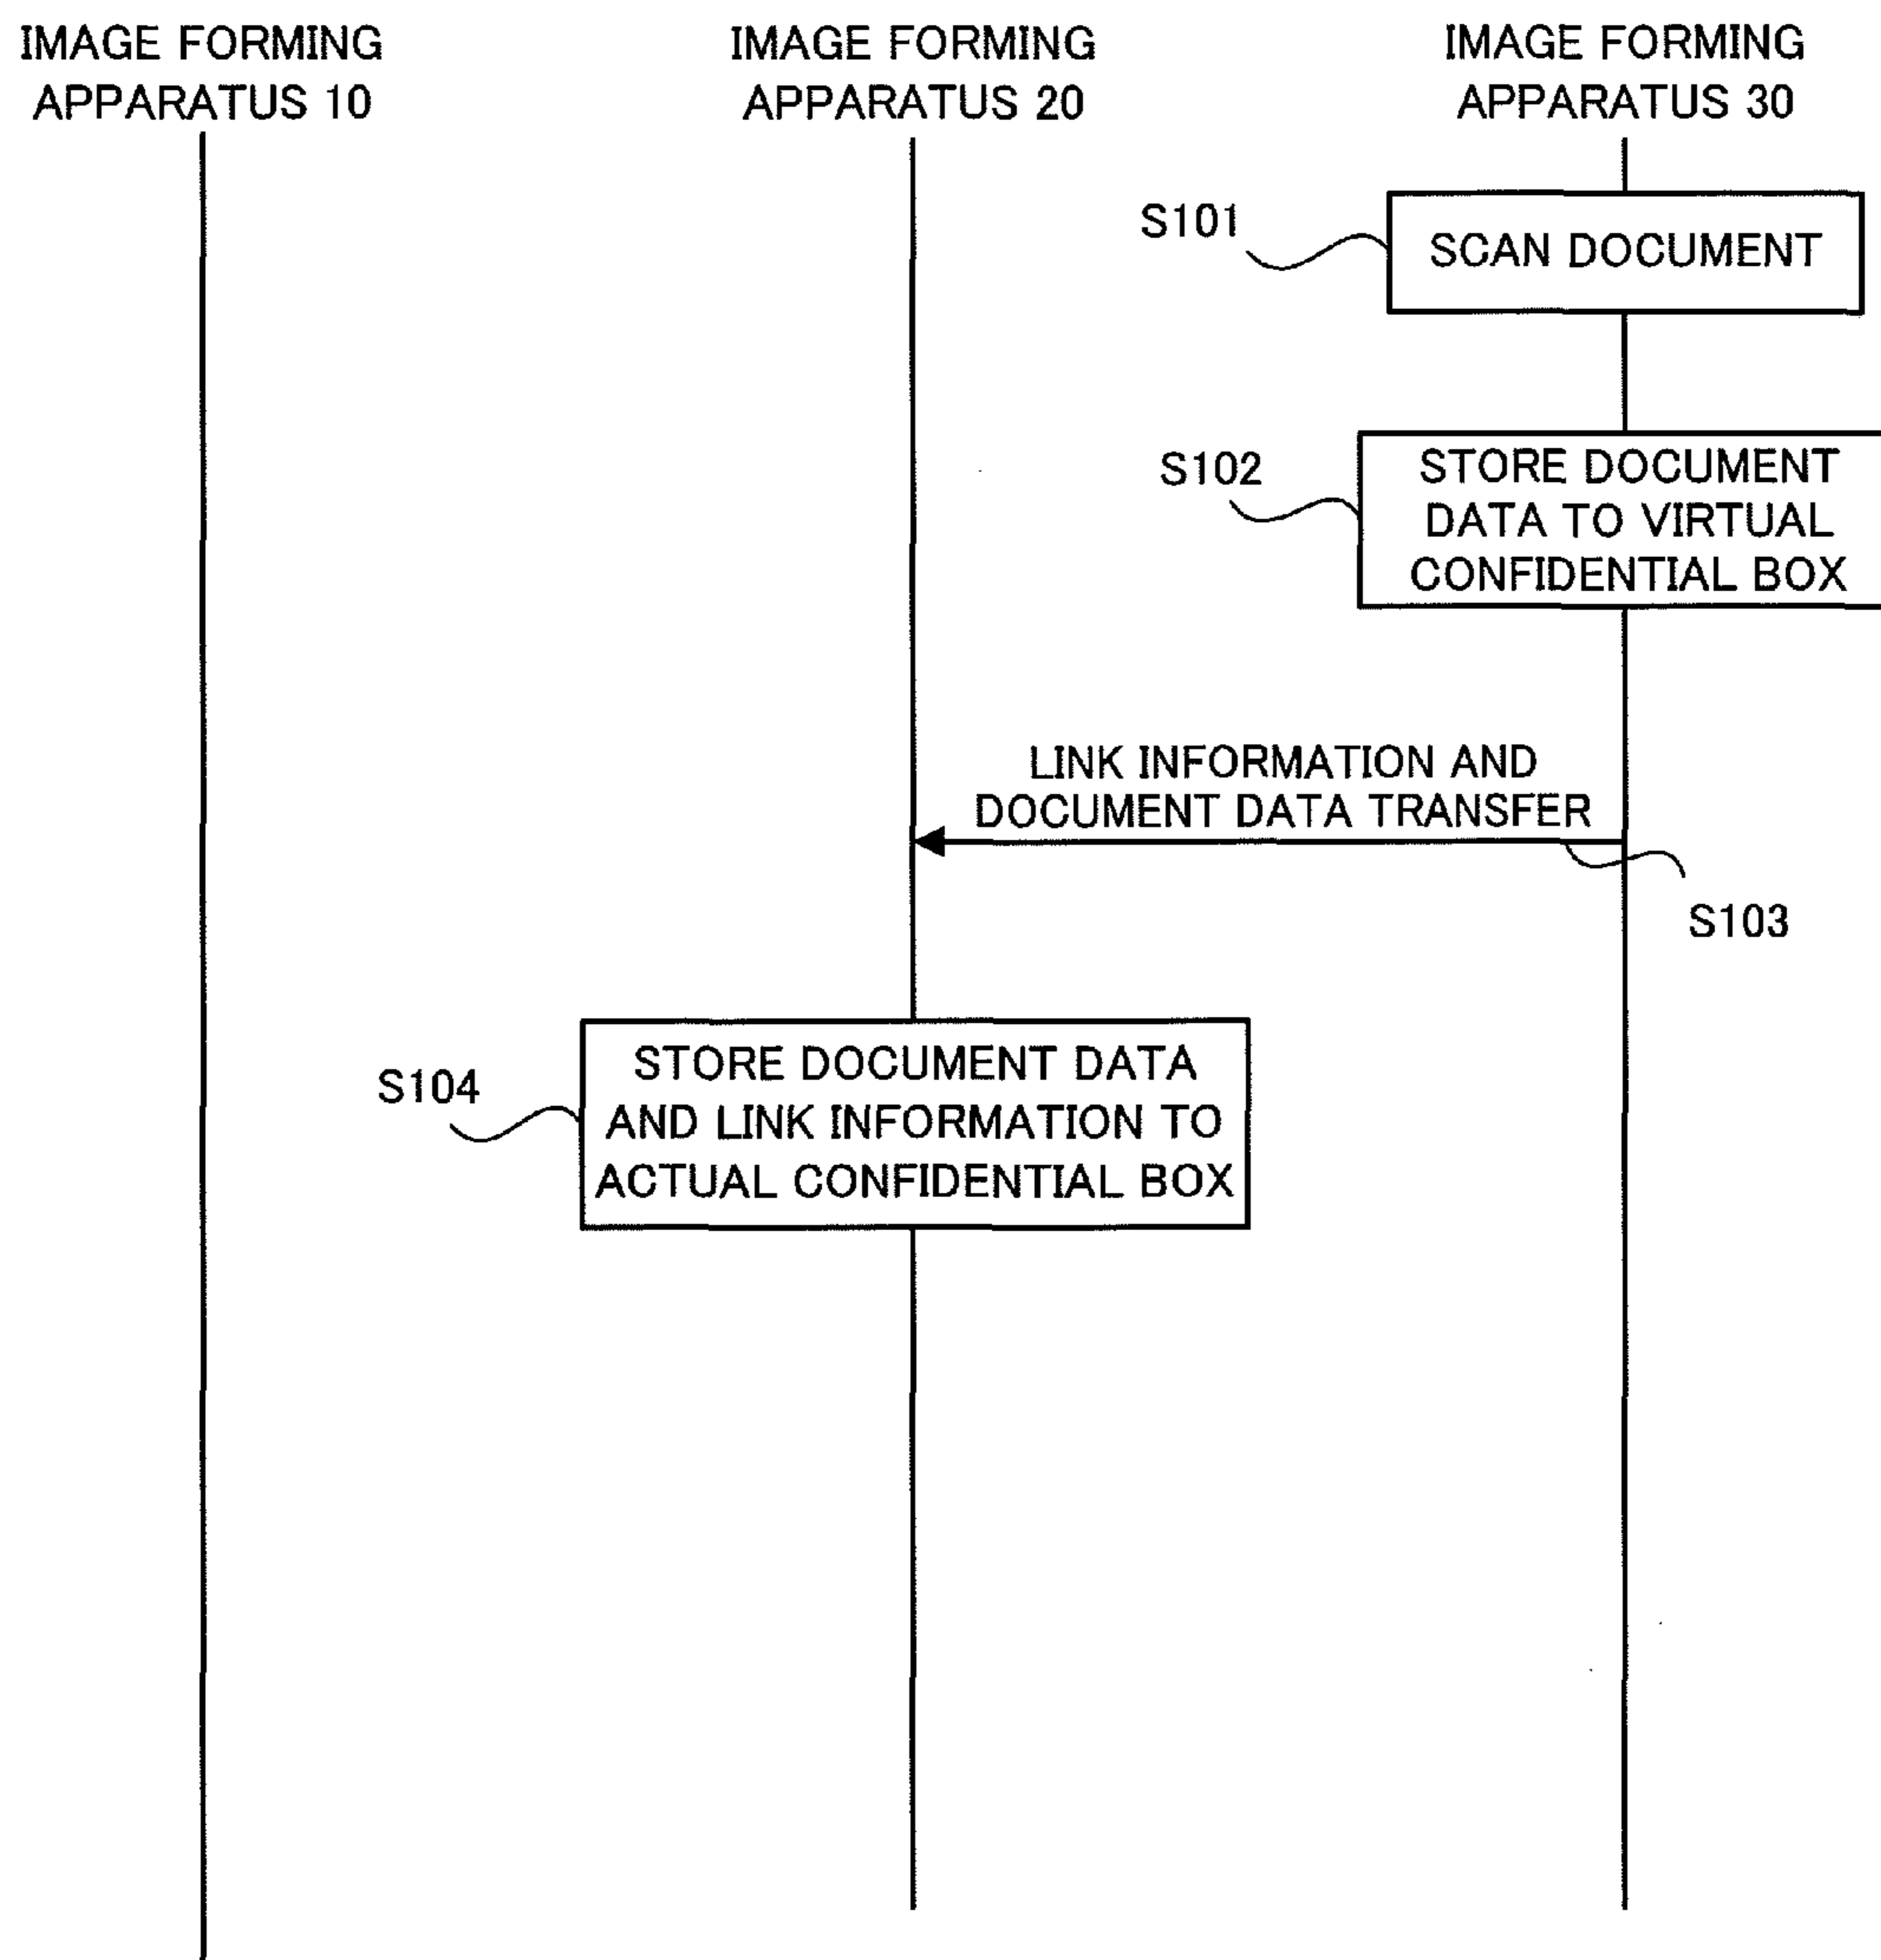 IMAGE FORMING
APPARATUS 10
IMAGE FORMING
APPARATUS 20
IMAGE FORMING
APPARATUS 30
S101
SCAN DOCUMENT
S102
STORE DOCUMENT
DATA TO VIRTUAL
CONFIDENTIAL BOX
LINK INFORMATION AND
DOCUMENT DATA TRANSFER
S103
S104
STORE DOCUMENT DATA
AND LINK INFORMATION TO
ACTUAL CONFIDENTIAL BOX